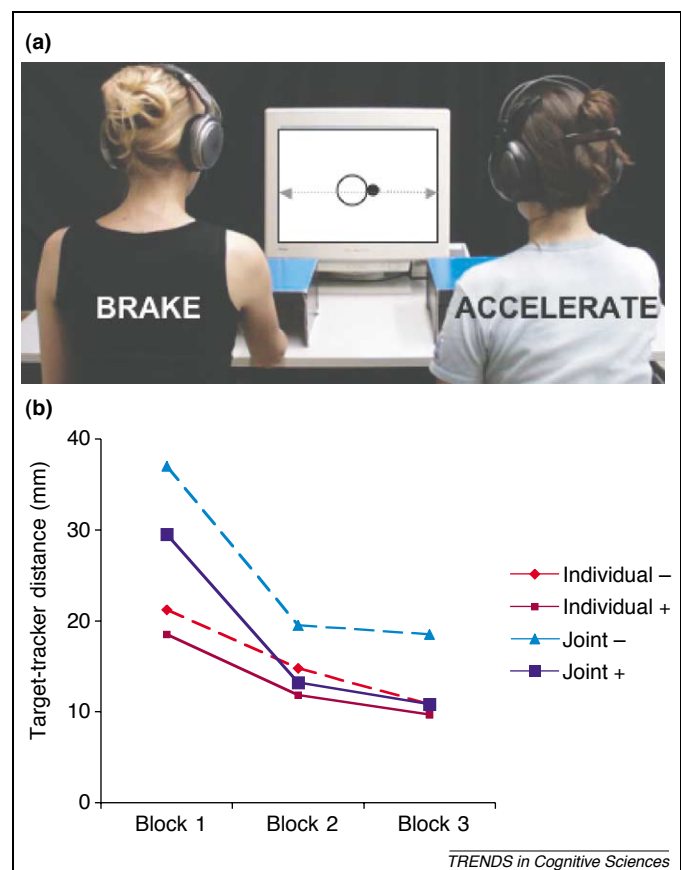 (a)
BRAKE
ACCELERATE
(b)
Target-tracker distance (mm)
40
30
20
10
0
Block 1 Block 2 Block 3
Individual –
Individual +
Joint –
Joint +
TRENDS in Cognitive Sciences